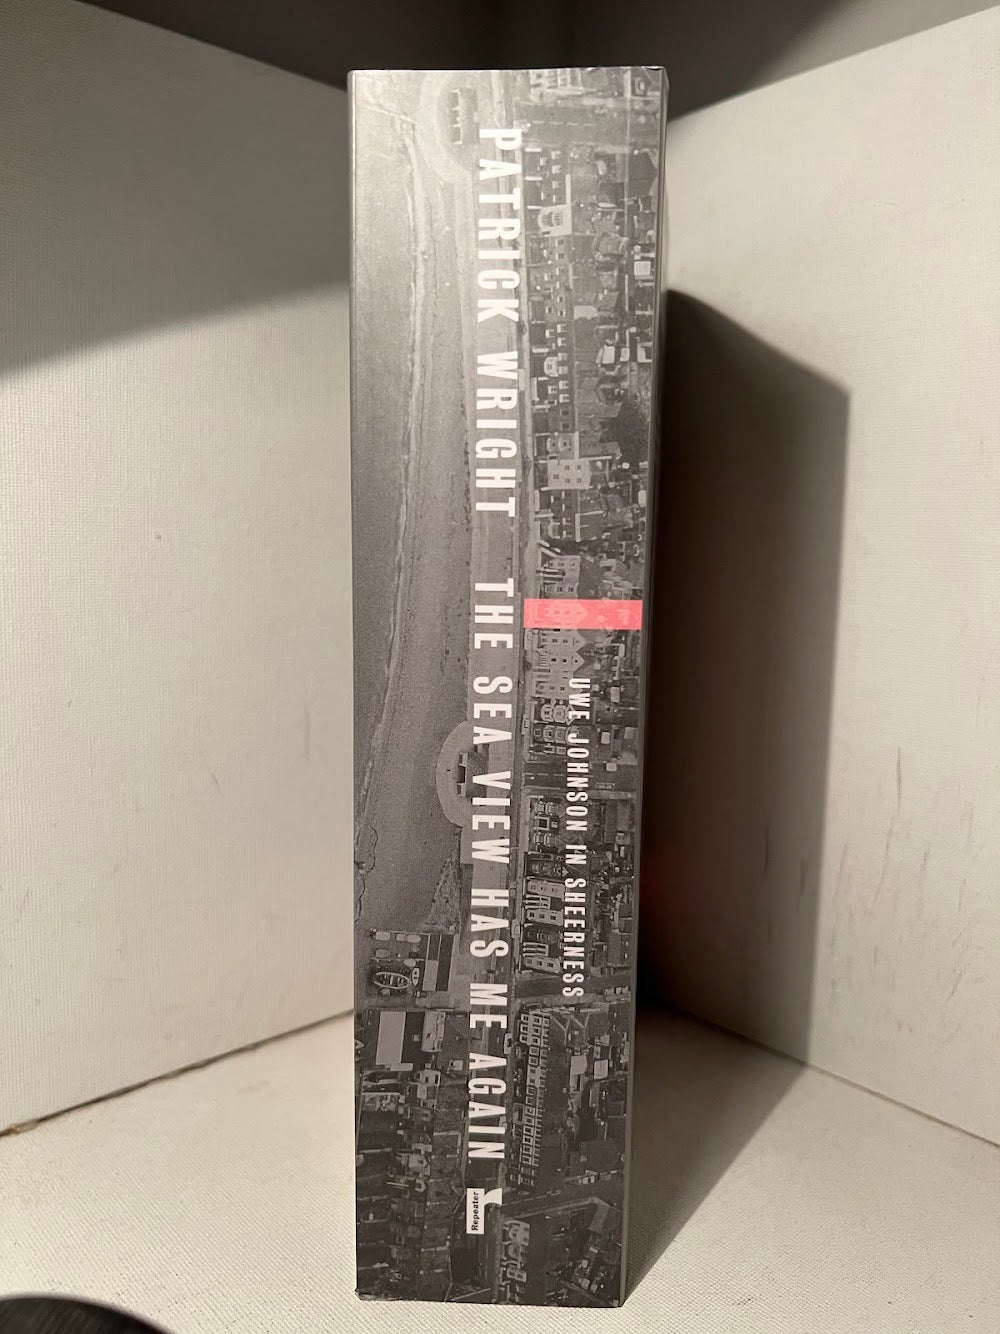 PATRICK WRIGHT THE SEA VIEW HAS ME AGAIN
UWE JOHNSON IN SHEERNESS
Repeater